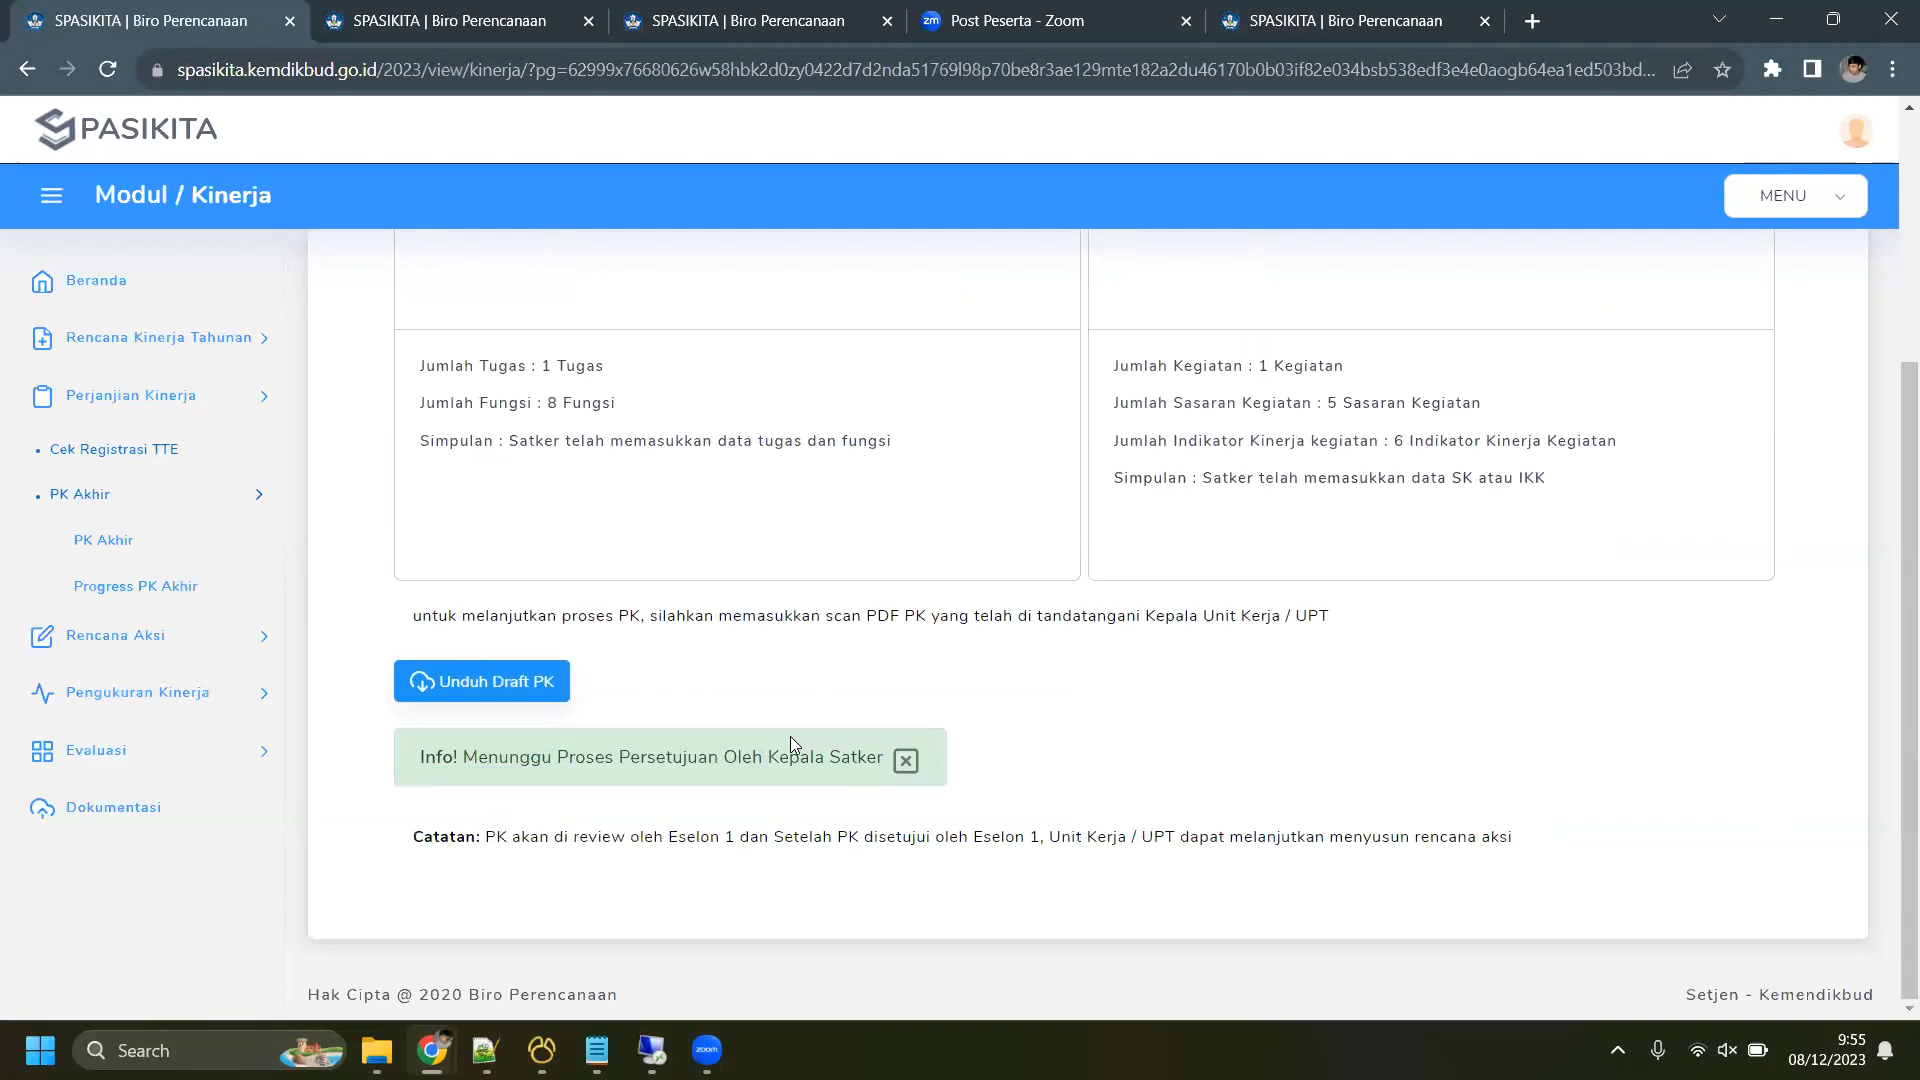 SPASIKITA | Biro Perencanaan
SPASIKITA | Biro Perencanaan
SPASIKITA | Biro Perencanaan
zm Post Peserta - Zoom
SPASIKITA | Biro Perencanaan
spasikita.kemdikbud.go.id/2023/view/kinerja/?pg=62999x76680626w58hbk2d0zy0422d7d2nda51769l98p70be8r3ae129mte182a2du46170b0b03if82e034bsb538edf3e4e0aogb64ea1ed503bd...
SPASIKITA
Modul / Kinerja
MENU
Beranda
Rencana Kinerja Tahunan
Perjanjian Kinerja
Cek Registrasi TTE
PK Akhir
PK Akhir
Progress PK Akhir
Rencana Aksi
Pengukuran Kinerja
Evaluasi
Dokumentasi
Jumlah Tugas : 1 Tugas
Jumlah Fungsi : 8 Fungsi
Simpulan : Satker telah memasukkan data tugas dan fungsi
Jumlah Kegiatan : 1 Kegiatan
Jumlah Sasaran Kegiatan : 5 Sasaran Kegiatan
Jumlah Indikator Kinerja kegiatan : 6 Indikator Kinerja Kegiatan
Simpulan : Satker telah memasukkan data SK atau IKK
untuk melanjutkan proses PK, silahkan memasukkan scan PDF PK yang telah di tandatangani Kepala Unit Kerja / UPT
Unduh Draft PK
Info! Menunggu Proses Persetujuan Oleh Kepala Satker
Catatan: PK akan di review oleh Eselon 1 dan Setelah PK disetujui oleh Eselon 1, Unit Kerja / UPT dapat melanjutkan menyusun rencana aksi
Hak Cipta @ 2020 Biro Perencanaan
Setjen - Kemendikbud
Search
zoom
9:55
08/12/2023